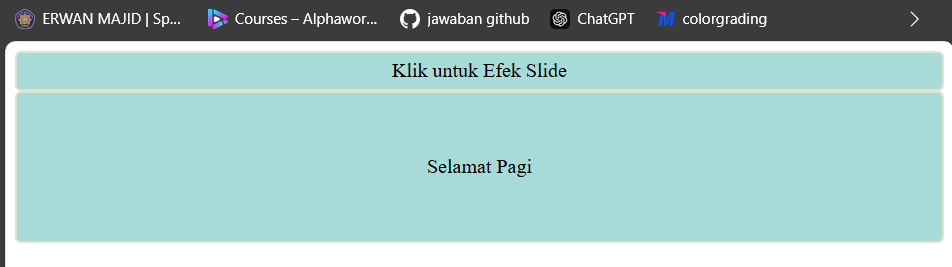 ERWAN MAJID | Sp... Courses – Alphawor... jawaban github ChatGPT colorgrading
Klik untuk Efek Slide
Selamat Pagi